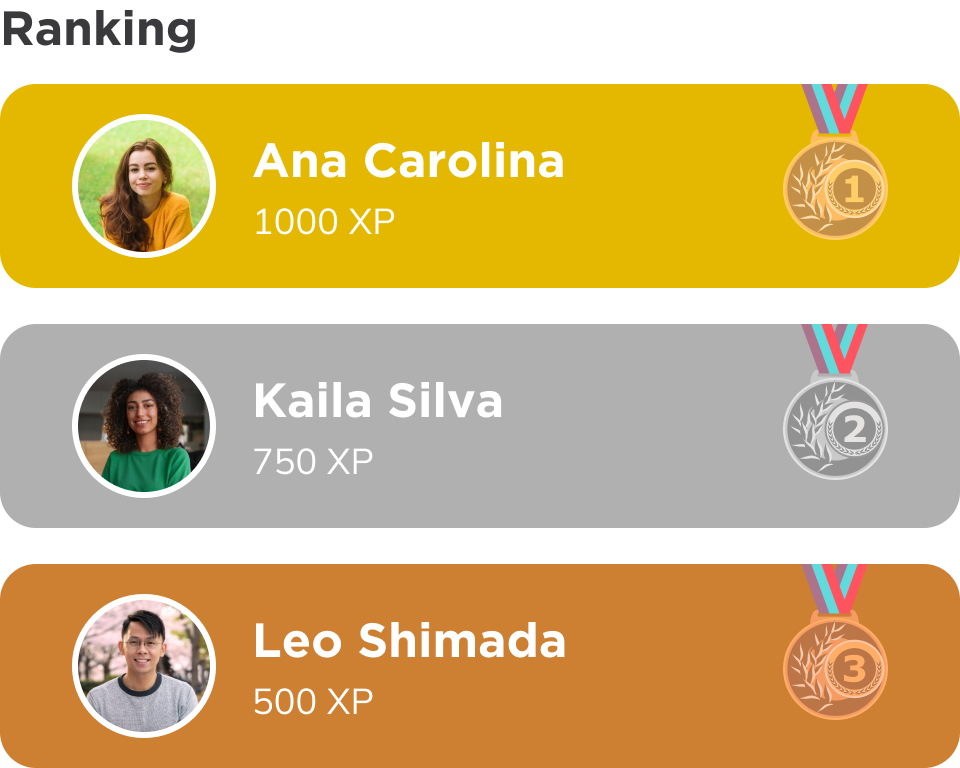 Ranking
Ana Carolina
1000 XP
1
Kaila Silva
750 XP
2
Leo Shimada
500 XP
3